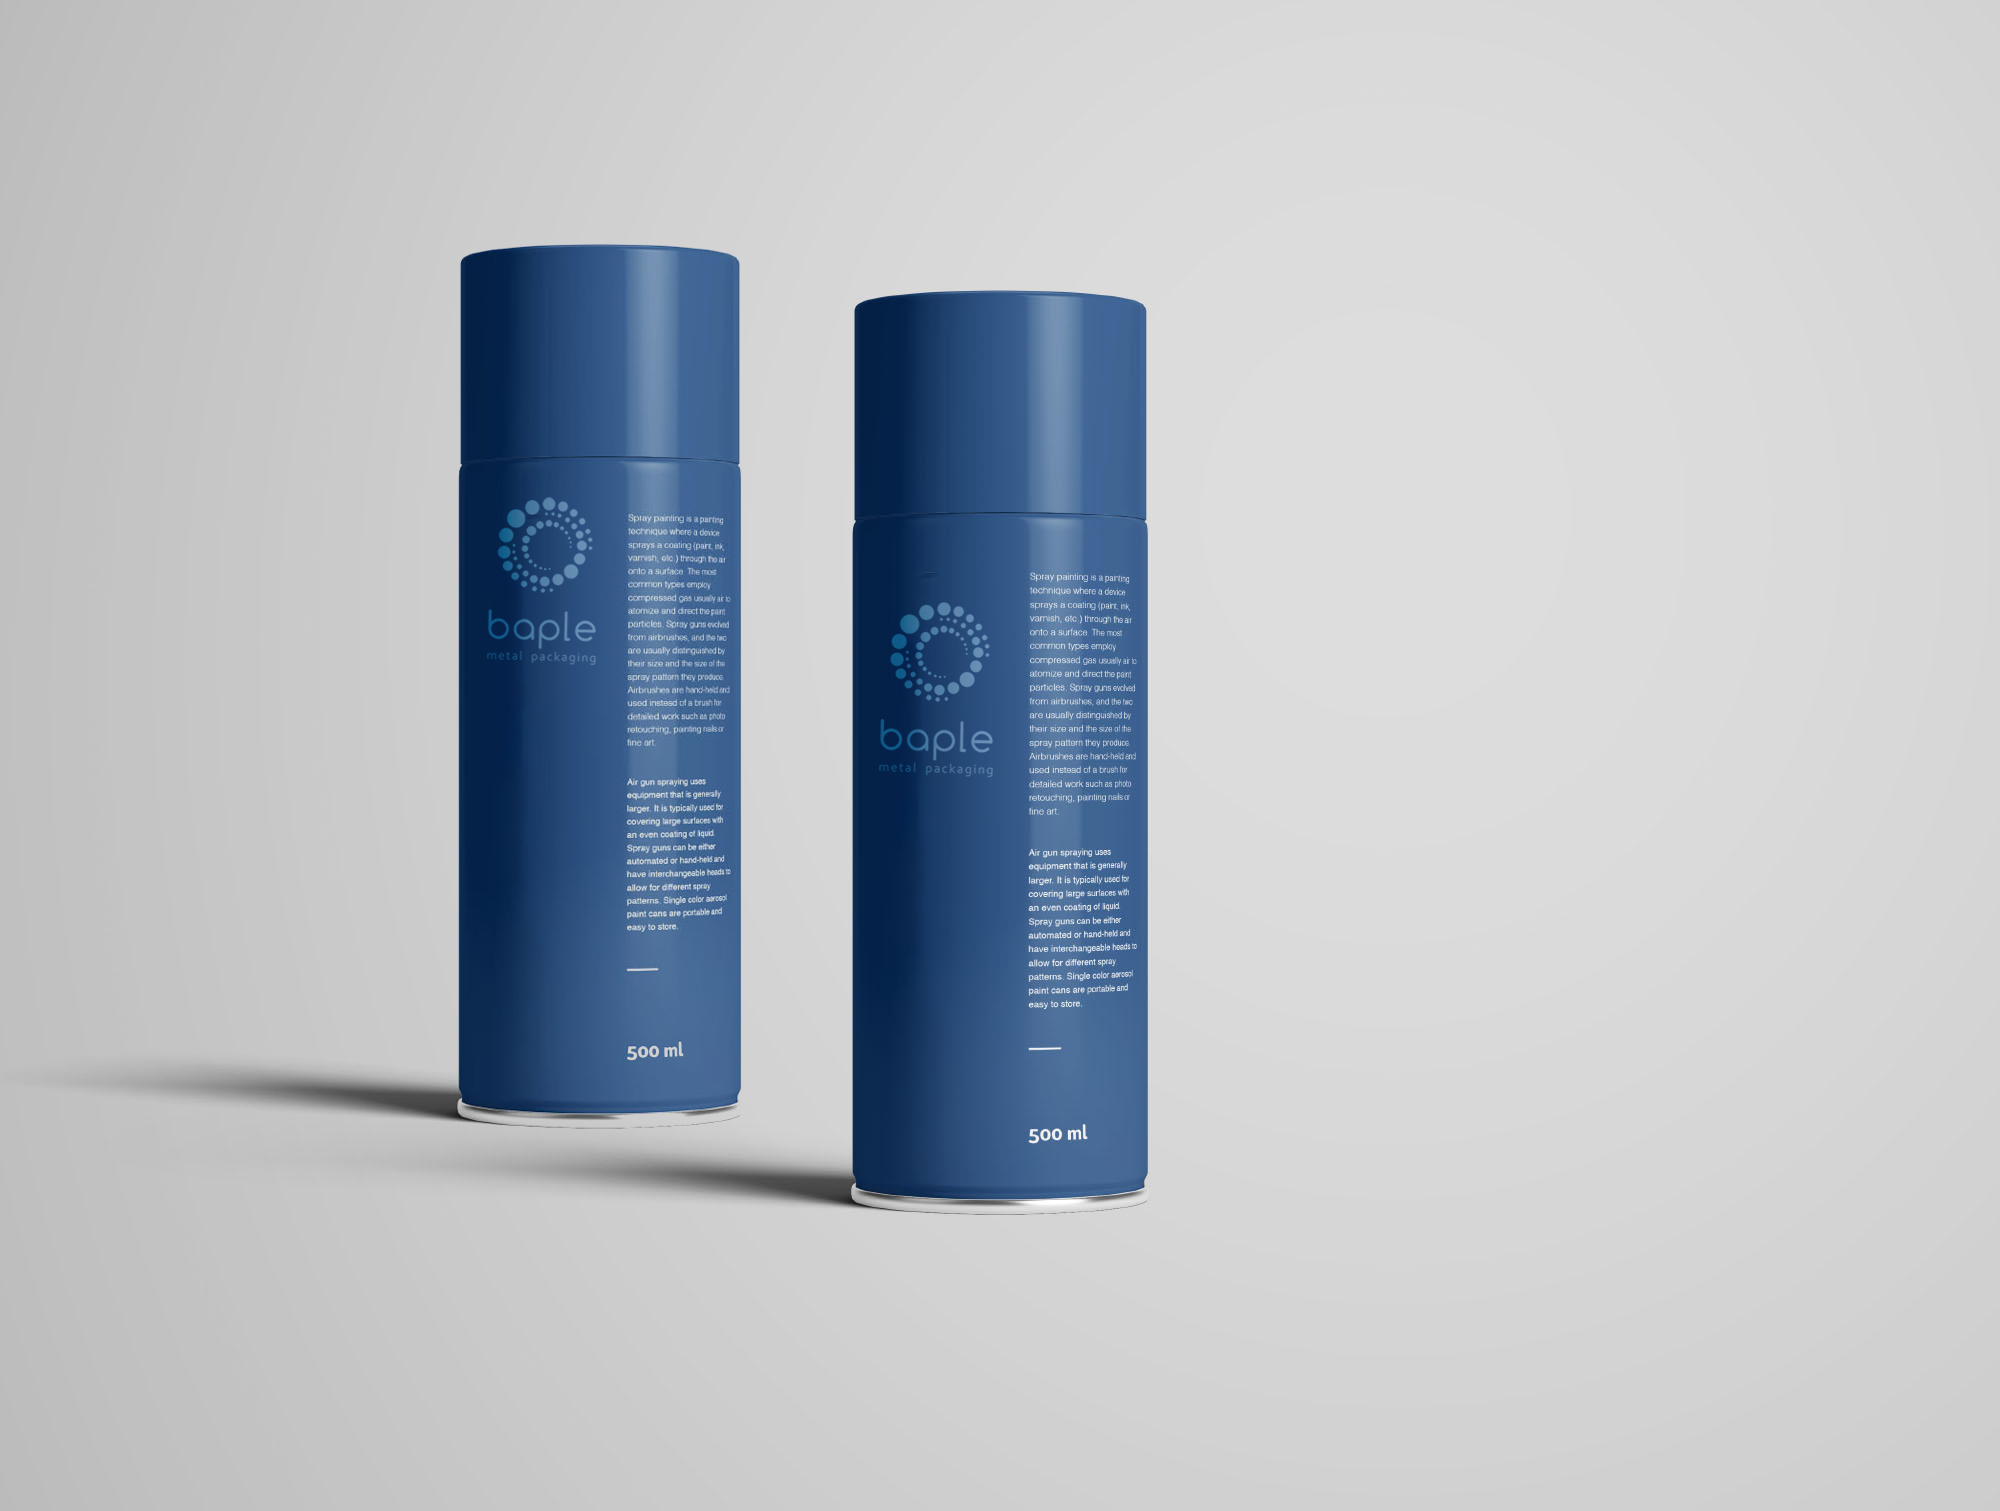 baple
metal packaging
Spray painting is a painting
technique where a device
sprays a coating (paint, ink,
varnish, etc.) through the air
onto a surface. The most
common types employ
compressed gas usually air to
atomize and direct the paint
particles. Spray guns evolved
from airbrushes, and the two
are usually distinguished by
their size and the size of the
spray pattern they produce.
Airbrushes are hand-held and
used instead of a brush for
detailed work such as photo
retouching, painting nails or
fine art.
Air gun spraying uses
equipment that is generally
larger. It is typically used for
covering large surfaces with
an even coating of liquid.
Spray guns can be either
automated or hand-held and
have interchangeable heads to
allow for different spray
patterns. Single color aerosol
paint cans are portable and
easy to store.
500 ml
baple
metal packaging
Spray painting is a painting
technique where a device
sprays a coating (paint, ink,
varnish, etc.) through the air
onto a surface. The most
common types employ
compressed gas usually air to
atomize and direct the paint
particles. Spray guns evolved
from airbrushes, and the two
are usually distinguished by
their size and the size of the
spray pattern they produce.
Airbrushes are hand-held and
used instead of a brush for
detailed work such as photo
retouching, painting nails or
fine art.
Air gun spraying uses
equipment that is generally
larger. It is typically used for
covering large surfaces with
an even coating of liquid.
Spray guns can be either
automated or hand-held and
have interchangeable heads to
allow for different spray
patterns. Single color aerosol
paint cans are portable and
easy to store.
500 ml